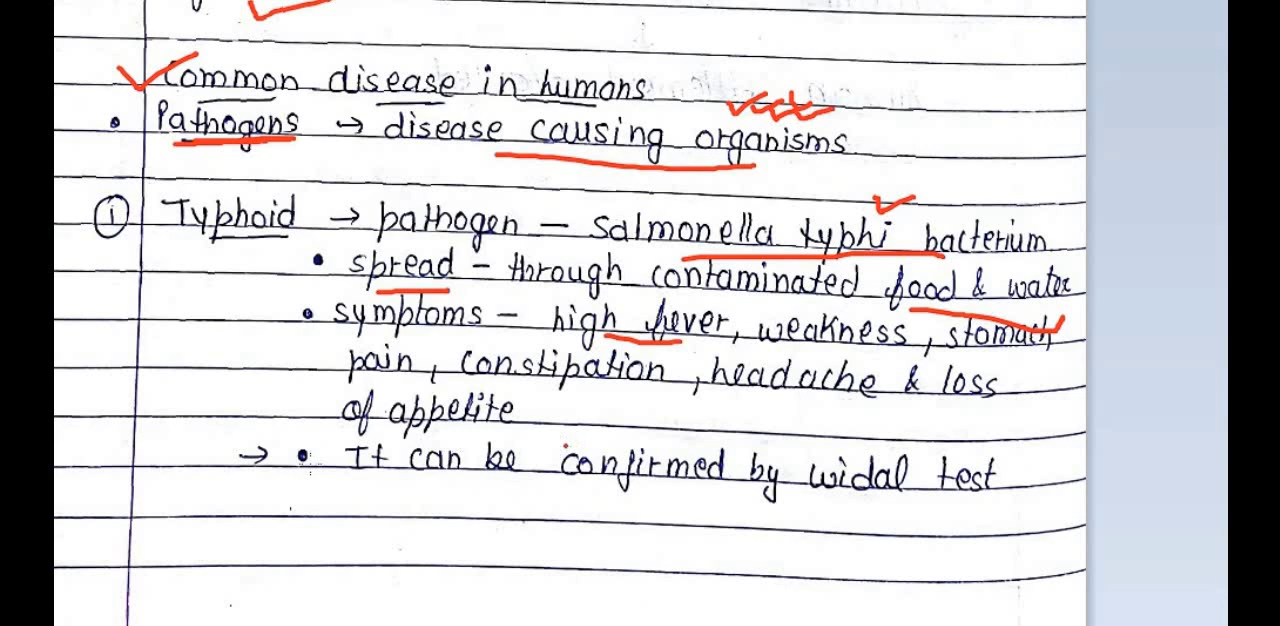 Common disease in humans
• Pathogens → disease causing organisms
① Typhoid → pathogen – Salmonella typhi bacterium
• spread – through contaminated food & water
• symptoms – high fever, weakness, stomach
pain, constipation, headache & loss
of appetite
→ • It can be confirmed by widal test